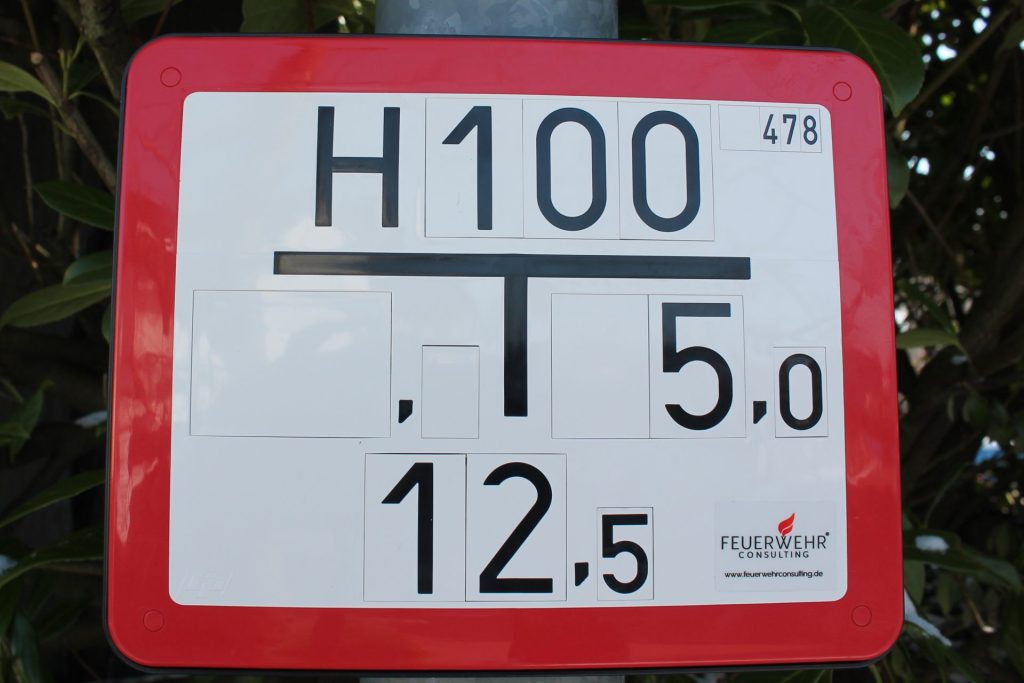 H100 478
, 5,0
12,5
FEUERWEHR®
CONSULTING
www.feuerwehrconsulting.de